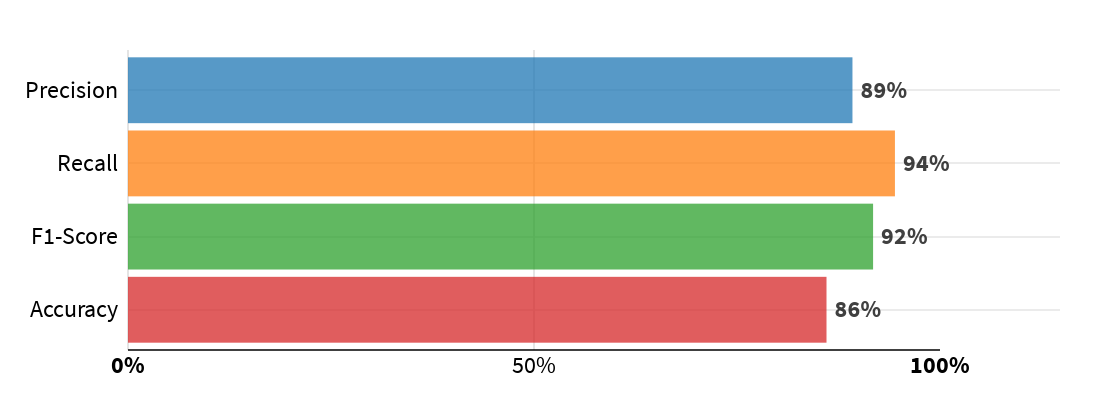 Precision 89%
Recall 94%
F1-Score 92%
Accuracy 86%
0% 50% 100%